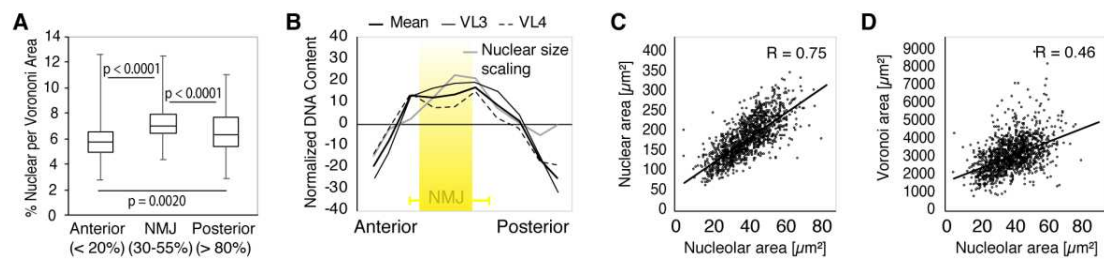 A
% Nuclear per Vorononi Area
14
12
10
8
6
4
2
0
p < 0.0001
p < 0.0001
p = 0.0020
Anterior
(< 20%)
NMJ
(30-55%)
Posterior
(> 80%)
B
Mean
VL3
VL4
Nuclear size
scaling
Normalized DNA Content
40
30
20
10
0
-10
-20
-30
-40
NMJ
Anterior
Posterior
C
R = 0.75
Nuclear area [µm²]
400
350
300
250
200
150
100
50
0
0
20
40
60
80
Nucleolar area [µm²]
D
R = 0.46
Voronoi area [µm²]
9000
8000
7000
6000
5000
4000
3000
2000
1000
0
0
20
40
60
80
Nucleolar area [µm²]